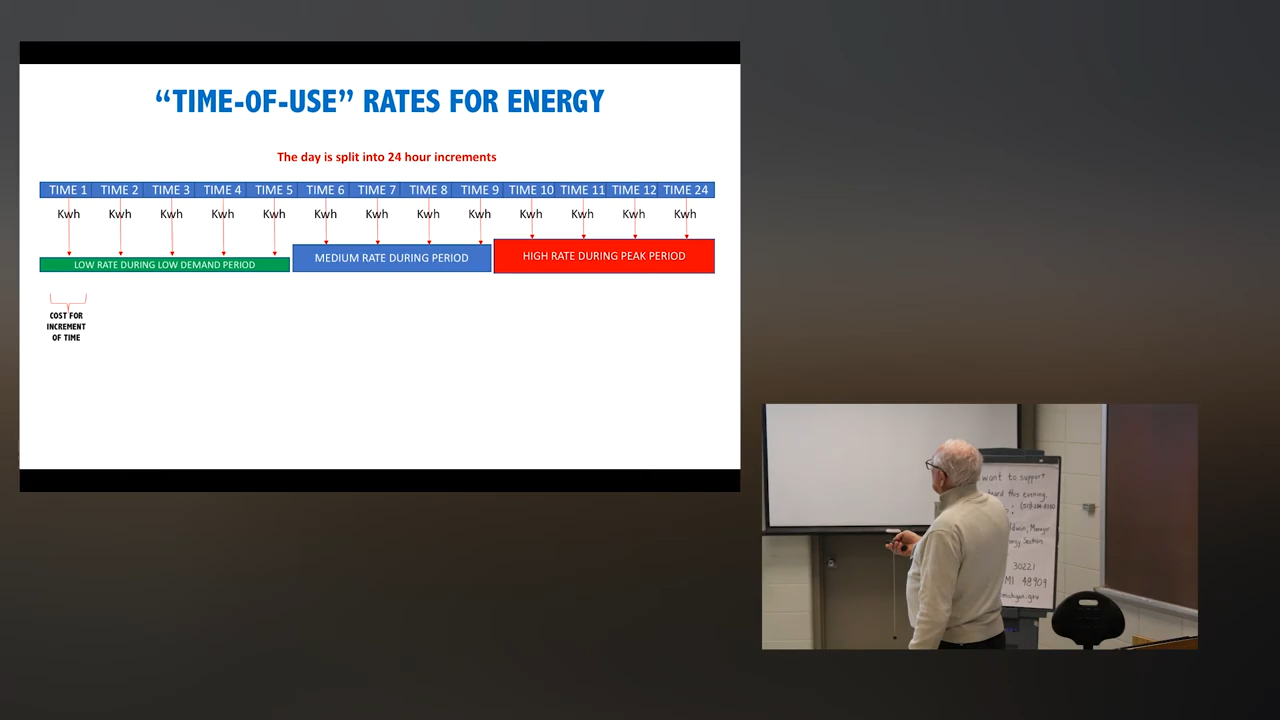 “TIME-OF-USE” RATES FOR ENERGY
The day is split into 24 hour increments
TIME 1 TIME 2 TIME 3 TIME 4 TIME 5 TIME 6 TIME 7 TIME 8 TIME 9 TIME 10 TIME 11 TIME 12 TIME 24
Kwh Kwh Kwh Kwh Kwh Kwh Kwh Kwh Kwh Kwh Kwh Kwh Kwh
LOW RATE DURING LOW DEMAND PERIOD MEDIUM RATE DURING PERIOD HIGH RATE DURING PEAK PERIOD
COST FOR
INCREMENT
OF TIME
want to support
this evening,
Manager
Section
30221
MI 48909